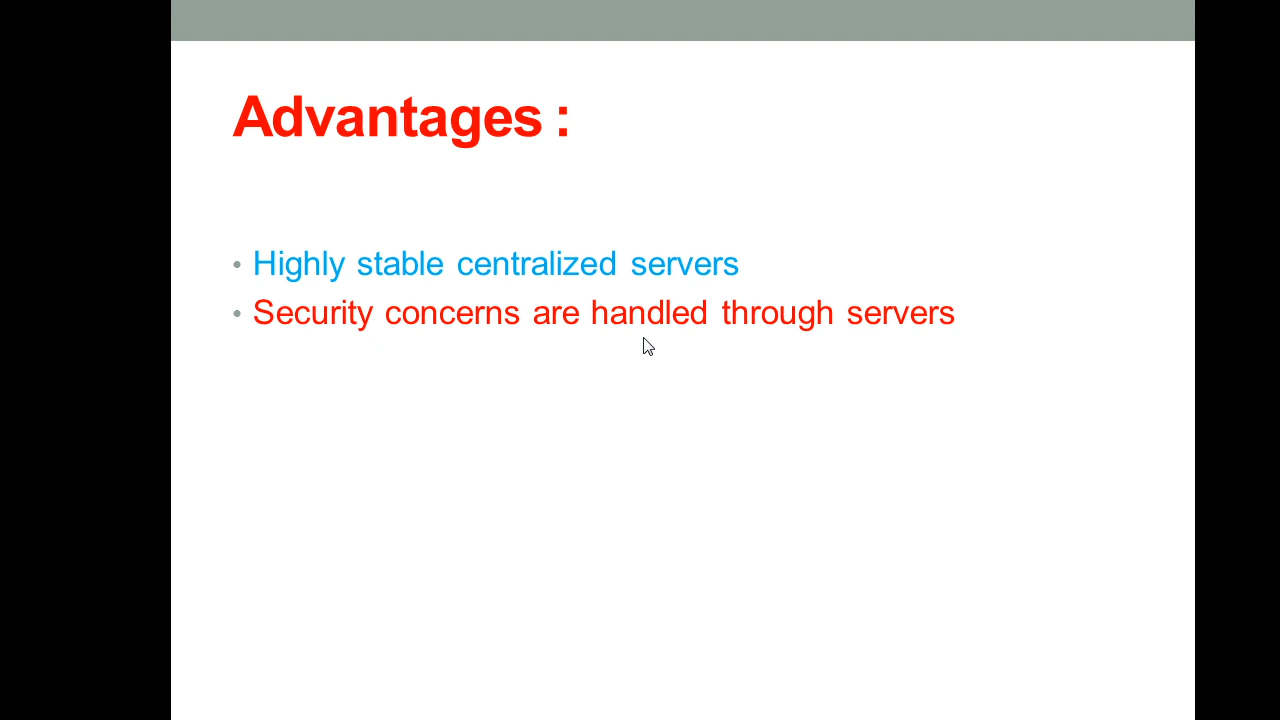 Advantages :
• Highly stable centralized servers
• Security concerns are handled through servers